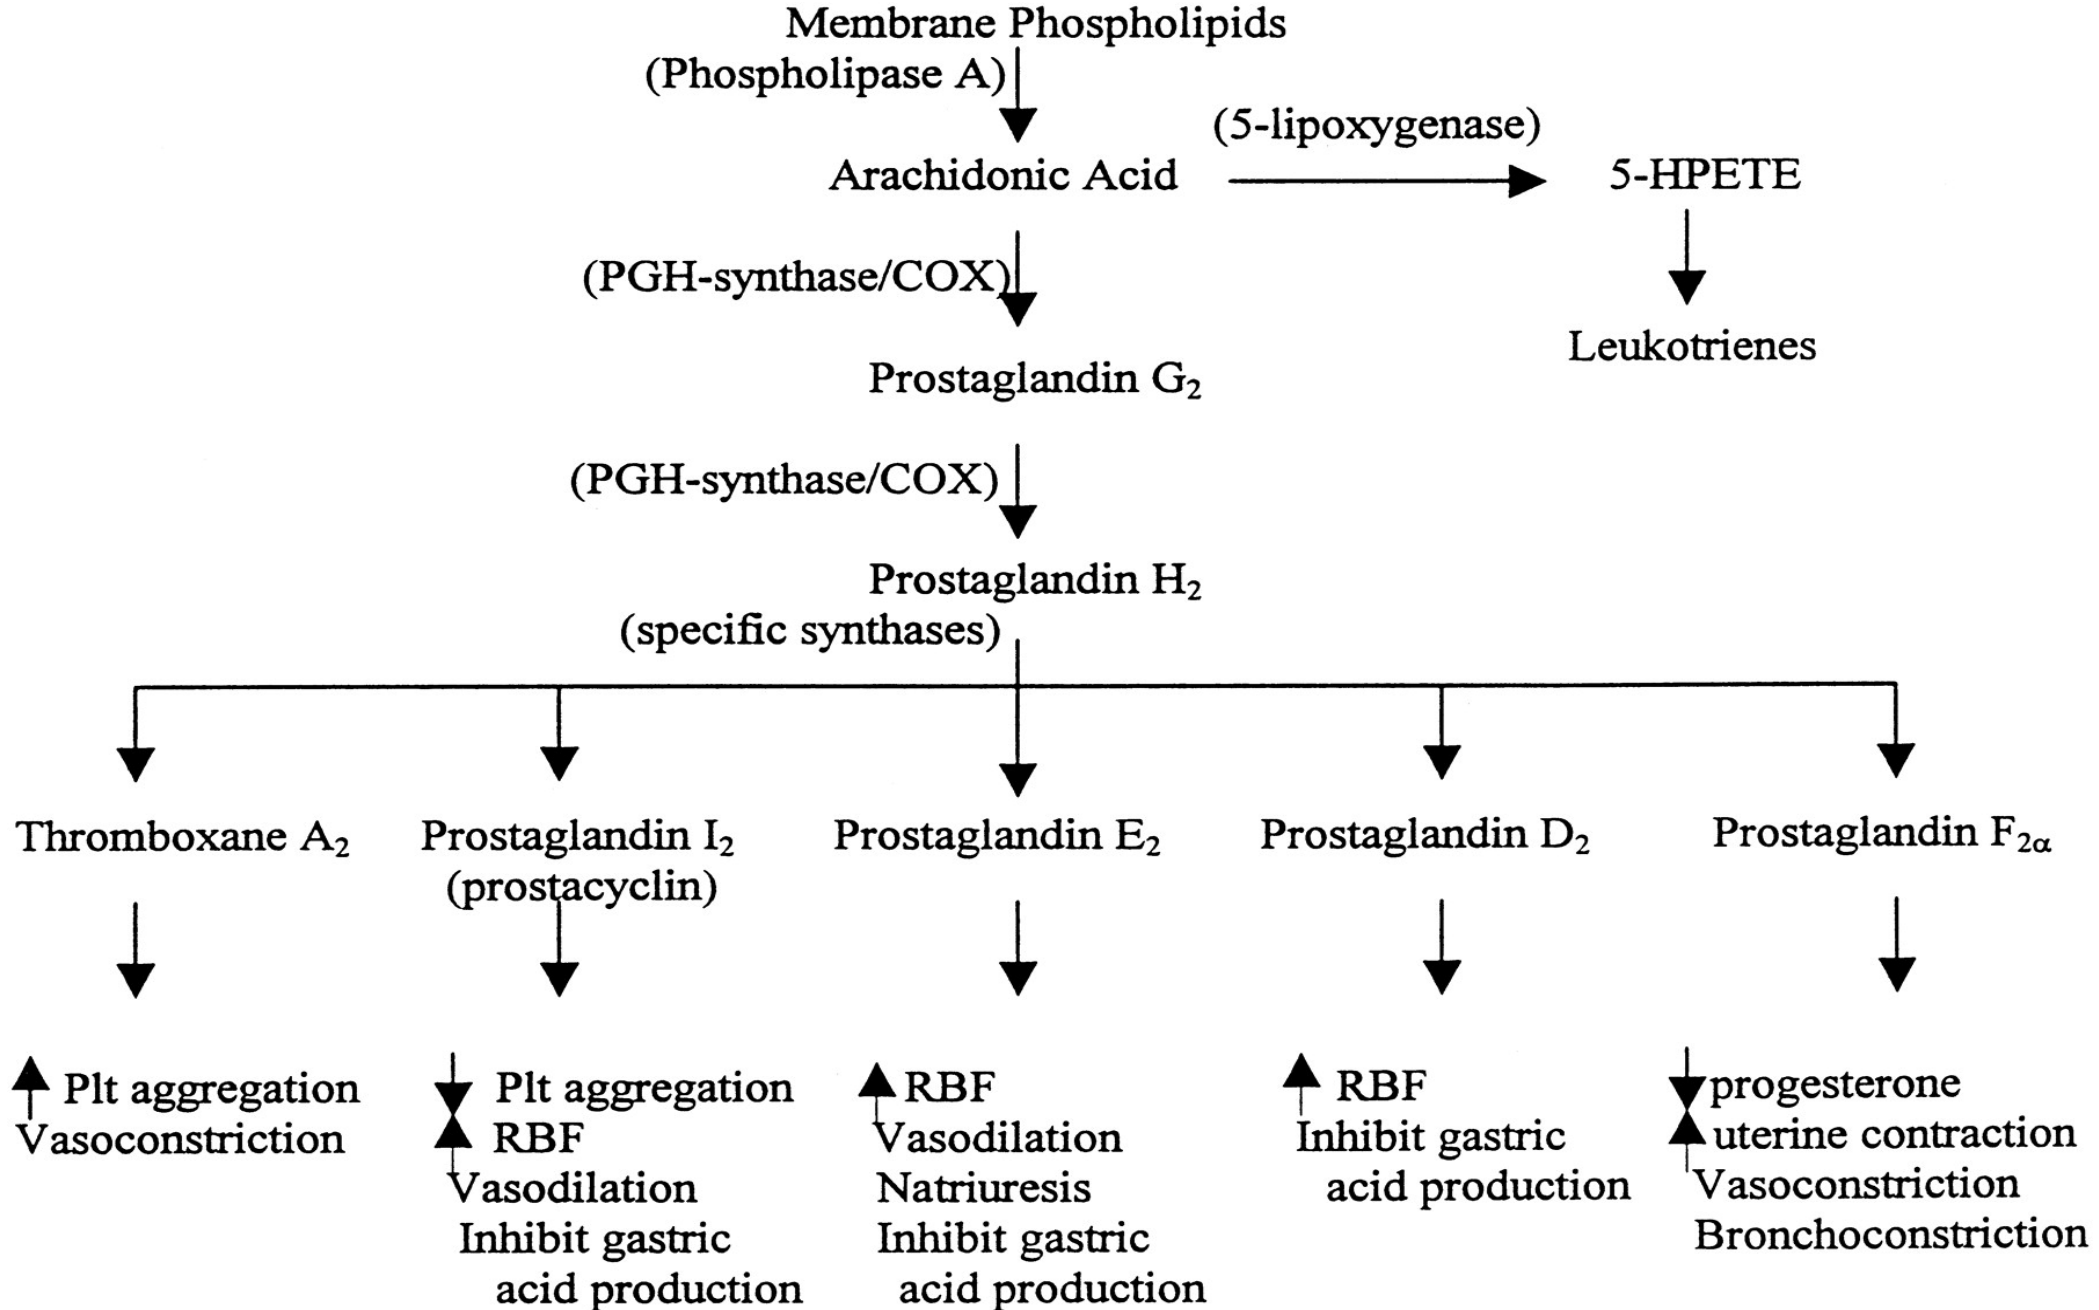 Membrane Phospholipids
(Phospholipase A)
(5-lipoxygenase)
Arachidonic Acid
5-HPETE
(PGH-synthase/COX)
Leukotrienes
Prostaglandin G₂
(PGH-synthase/COX)
Prostaglandin H₂
(specific synthases)
Thromboxane A₂
Prostaglandin I₂
(prostacyclin)
Prostaglandin E₂
Prostaglandin D₂
Prostaglandin F₂α
Plt aggregation
Vasoconstriction
Plt aggregation
RBF
Vasodilation
Inhibit gastric
acid production
RBF
Vasodilation
Natriuresis
Inhibit gastric
acid production
RBF
Inhibit gastric
acid production
progesterone
uterine contraction
Vasoconstriction
Bronchoconstriction